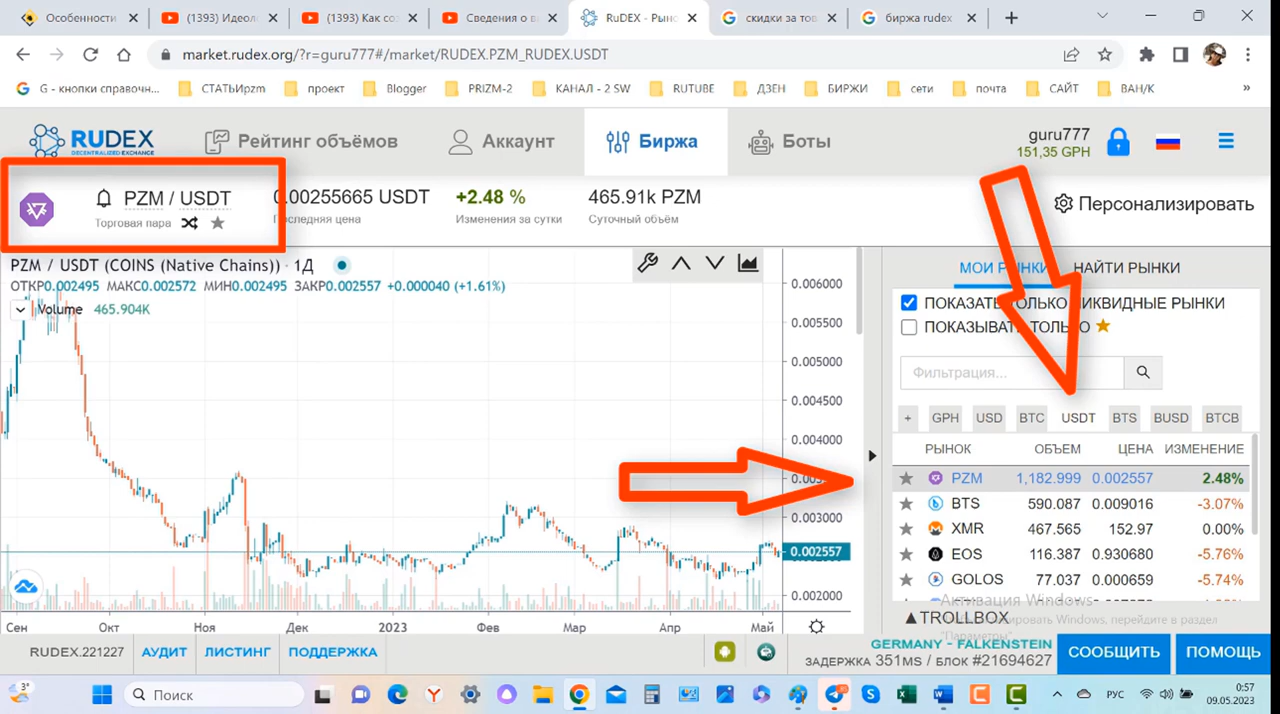 Особенности
(1393) Идеол
(1393) Как со
Сведения о в
RuDEX - Рынс
скидки за тов
биржа rudex
market.rudex.org/?r=guru777#/market/RUDEX.PZM_RUDEX.USDT
G - кнопки справочн...
СТАТЬИpzm
проект
Blogger
PRIZM-2
КАНАЛ - 2 SW
RUTUBE
ДЗЕН
БИРЖИ
сети
почта
САЙТ
ВАН/К
»
RUDEX
DECENTRALIZED EXCHANGE
Рейтинг объёмов
Аккаунт
Биржа
Боты
guru777
151,35 GPH
PZM / USDT
Торговая пара
0.00255665 USDT
Последняя цена
+2.48 %
Изменения за сутки
465.91k PZM
Суточный объём
Персонализировать
PZM / USDT (COINS (Native Chains)) · 1Д
ОТКР0.002495 МАКС0.002572 МИН0.002495 ЗАКР0.002557 +0.000040 (+1.61%)
Volume 465.904K
0.006000
0.005500
0.005000
0.004500
0.004000
0.003000
0.002557
0.002000
Сен
Окт
Ноя
Дек
2023
Фев
Мар
Апр
Май
МОИ РЫНКИ
НАЙТИ РЫНКИ
ПОКАЗАТЬ ТОЛЬКО ЛИКВИДНЫЕ РЫНКИ
ПОКАЗЫВАТЬ ТОЛЬКО
Фильтрация...
+ GPH USD BTC USDT BTS BUSD BTCB
РЫНОК ОБЪЕМ ЦЕНА ИЗМЕНЕНИЕ
PZM 1,182.999 0.002557 2.48%
BTS 590.087 0.009016 -3.07%
XMR 467.565 152.97 0.00%
EOS 116.387 0.930680 -5.76%
GOLOS 77.037 0.000659 -5.74%
Активация Windows
▲TROLLBOX
Чтобы активировать Windows, перейдите в раздел
"Параметры".
RUDEX.221227
АУДИТ
ЛИСТИНГ
ПОДДЕРЖКА
GERMANY - FALKENSTEIN
ЗАДЕРЖКА 351MS / БЛОК #21694627
СООБЩИТЬ
ПОМОЩЬ
3°
Поиск
РУС
0:57
09.05.2023